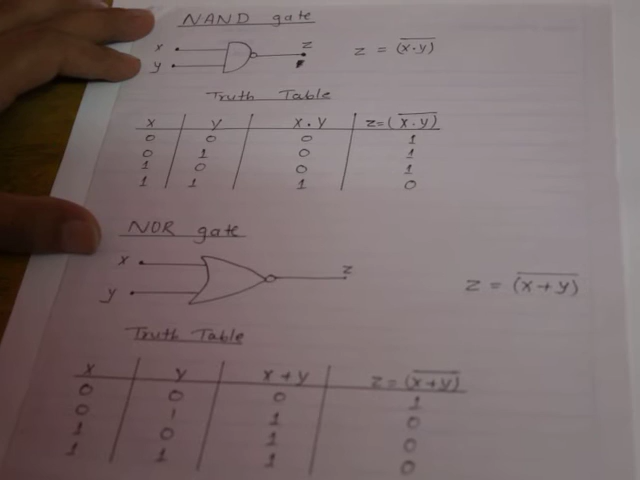 NAND gate
x z z = (x̅·̅y̅)
y
Truth Table
x y x.y z=(x̅.̅y̅)
0 0 0 1
0 1 0 1
1 0 0 1
1 1 1 0
NOR gate
x z
y z = (x̅+̅y̅)
Truth Table
x y x+y z=(x̅+̅y̅)
0 0 0 1
0 1 1 0
1 0 1 0
1 1 1 0